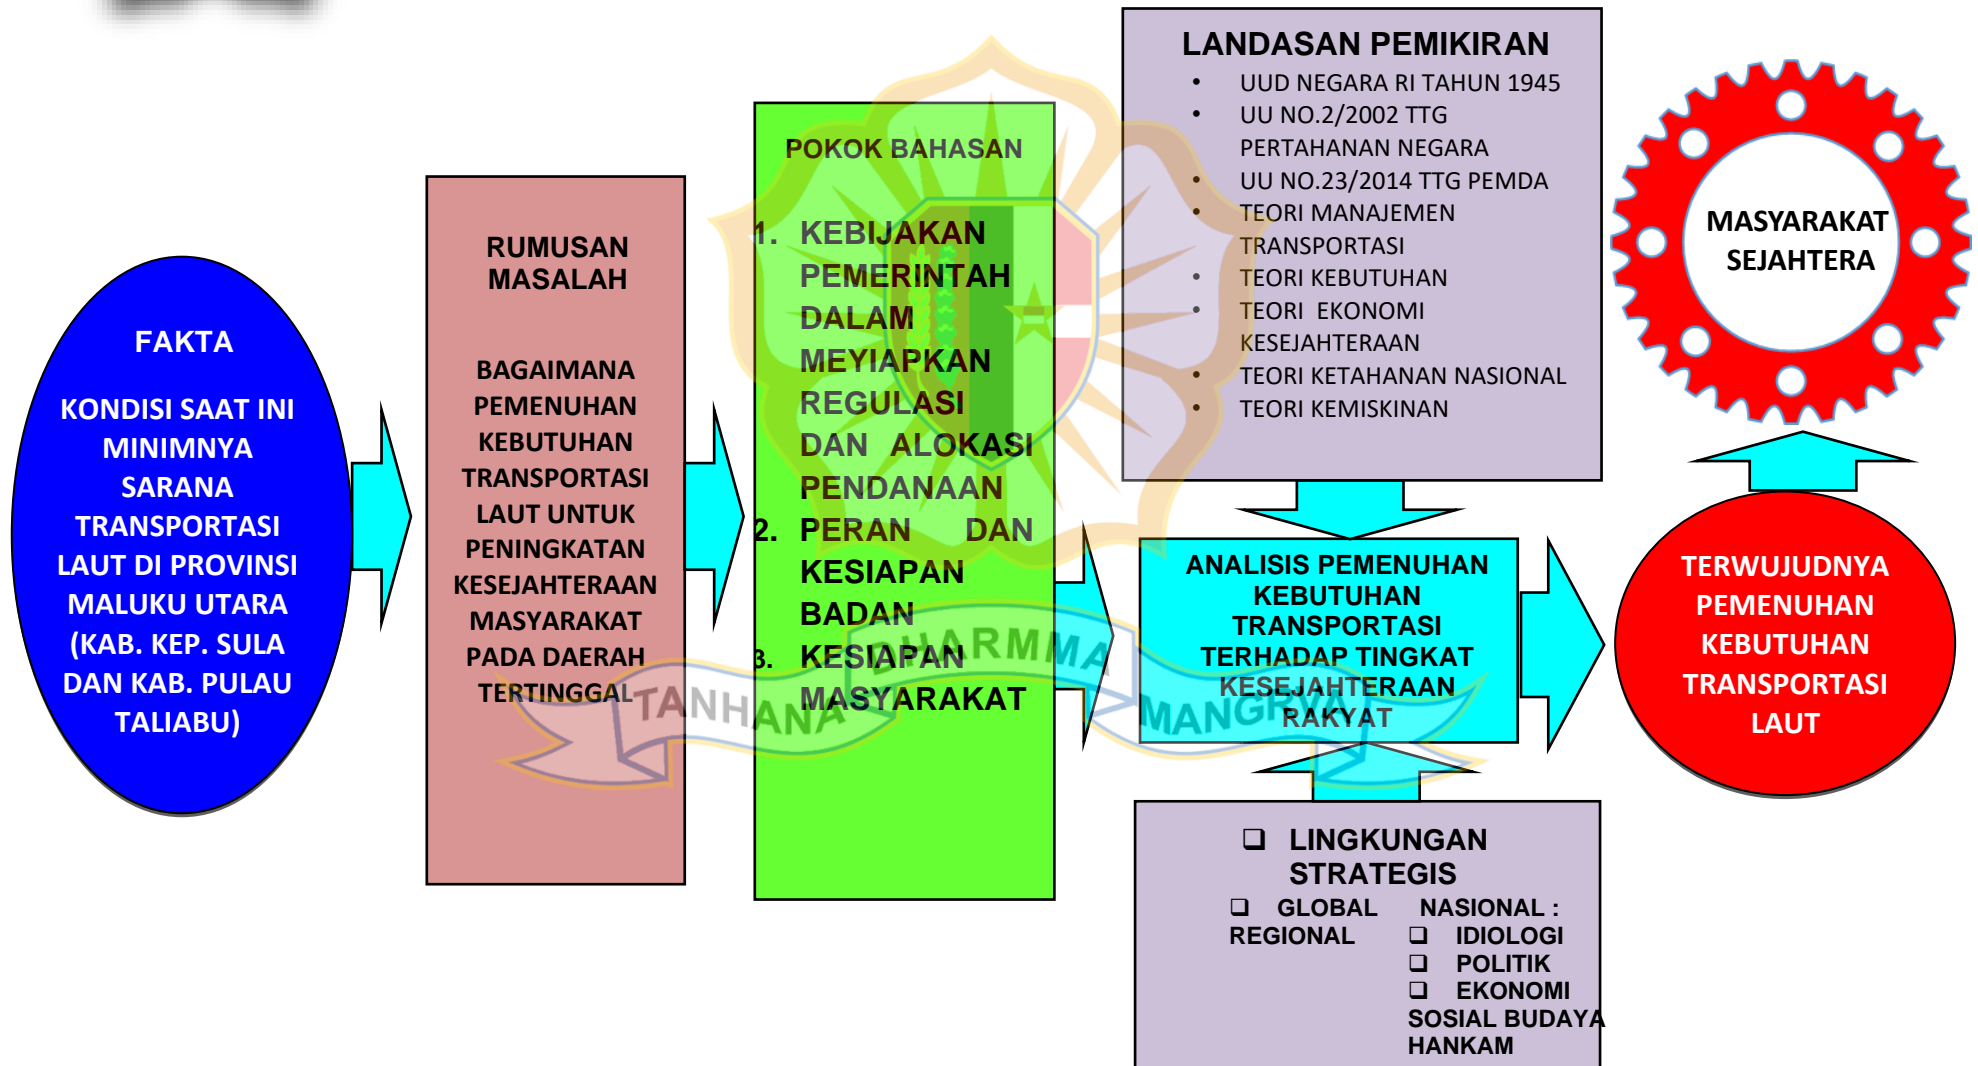 FAKTA
KONDISI SAAT INI
MINIMNYA
SARANA
TRANSPORTASI
LAUT DI PROVINSI
MALUKU UTARA
(KAB. KEP. SULA
DAN KAB. PULAU
TALIABU)
RUMUSAN
MASALAH
BAGAIMANA
PEMENUHAN
KEBUTUHAN
TRANSPORTASI
LAUT UNTUK
PENINGKATAN
KESEJAHTERAAN
MASYARAKAT
PADA DAERAH
TERTINGGAL
POKOK BAHASAN
1. KEBIJAKAN
PEMERINTAH
DALAM
MEYIAPKAN
REGULASI
DAN ALOKASI
PENDANAAN
2. PERAN DAN
KESIAPAN
BADAN
3. KESIAPAN
MASYARAKAT
LANDASAN PEMIKIRAN
• UUD NEGARA RI TAHUN 1945
• UU NO.2/2002 TTG
PERTAHANAN NEGARA
• UU NO.23/2014 TTG PEMDA
• TEORI MANAJEMEN
TRANSPORTASI
• TEORI KEBUTUHAN
• TEORI EKONOMI
KESEJAHTERAAN
• TEORI KETAHANAN NASIONAL
• TEORI KEMISKINAN
ANALISIS PEMENUHAN
KEBUTUHAN
TRANSPORTASI
TERHADAP TINGKAT
KESEJAHTERAAN
RAKYAT
❑ LINGKUNGAN
STRATEGIS
❑ GLOBAL
REGIONAL
NASIONAL :
❑ IDIOLOGI
❑ POLITIK
❑ EKONOMI
SOSIAL BUDAYA
HANKAM
MASYARAKAT
SEJAHTERA
TERWUJUDNYA
PEMENUHAN
KEBUTUHAN
TRANSPORTASI
LAUT
TANHANA DHARMMA MANGRVA